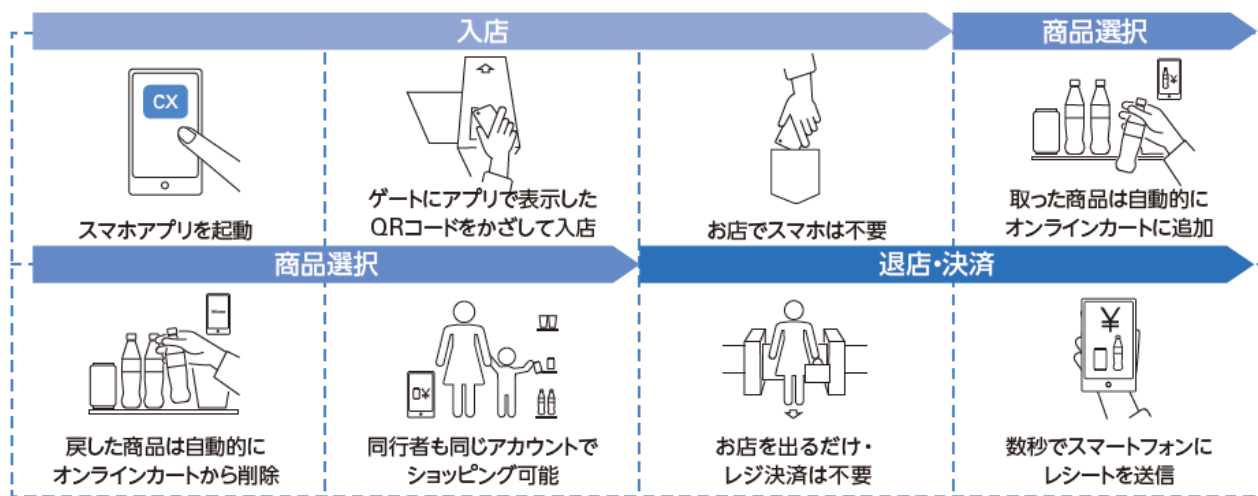 入店
商品選択
CX
スマホアプリを起動
ゲートにアプリで表示した
QRコードをかざして入店
お店でスマホは不要
¥
取った商品は自動的に
オンラインカートに追加
商品選択
退店・決済
戻した商品は自動的に
オンラインカートから削除
¥
同行者も同じアカウントで
ショッピング可能
お店を出るだけ・
レジ決済は不要
¥
数秒でスマートフォンに
レシートを送信